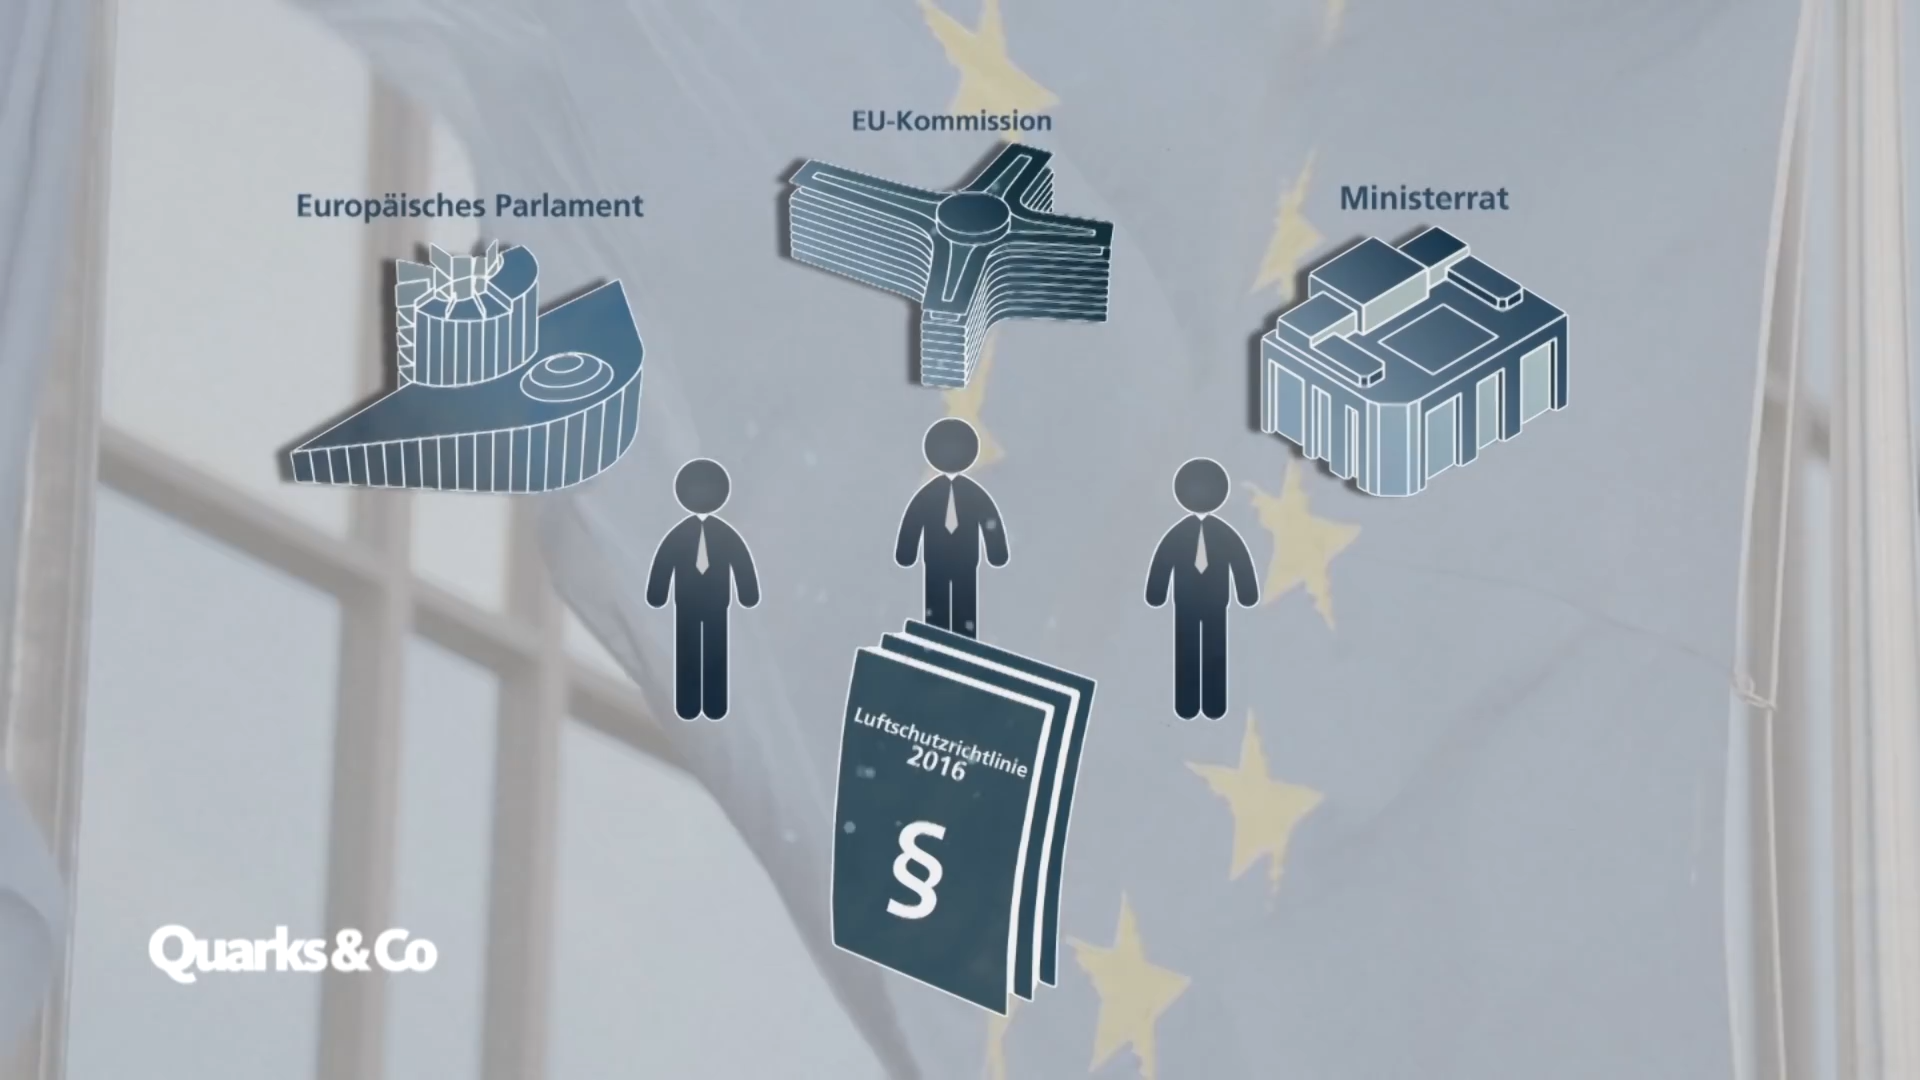 EU-Kommission
Europäisches Parlament
Ministerrat
Luftschutzrichtlinie
2016
§
Quarks&Co